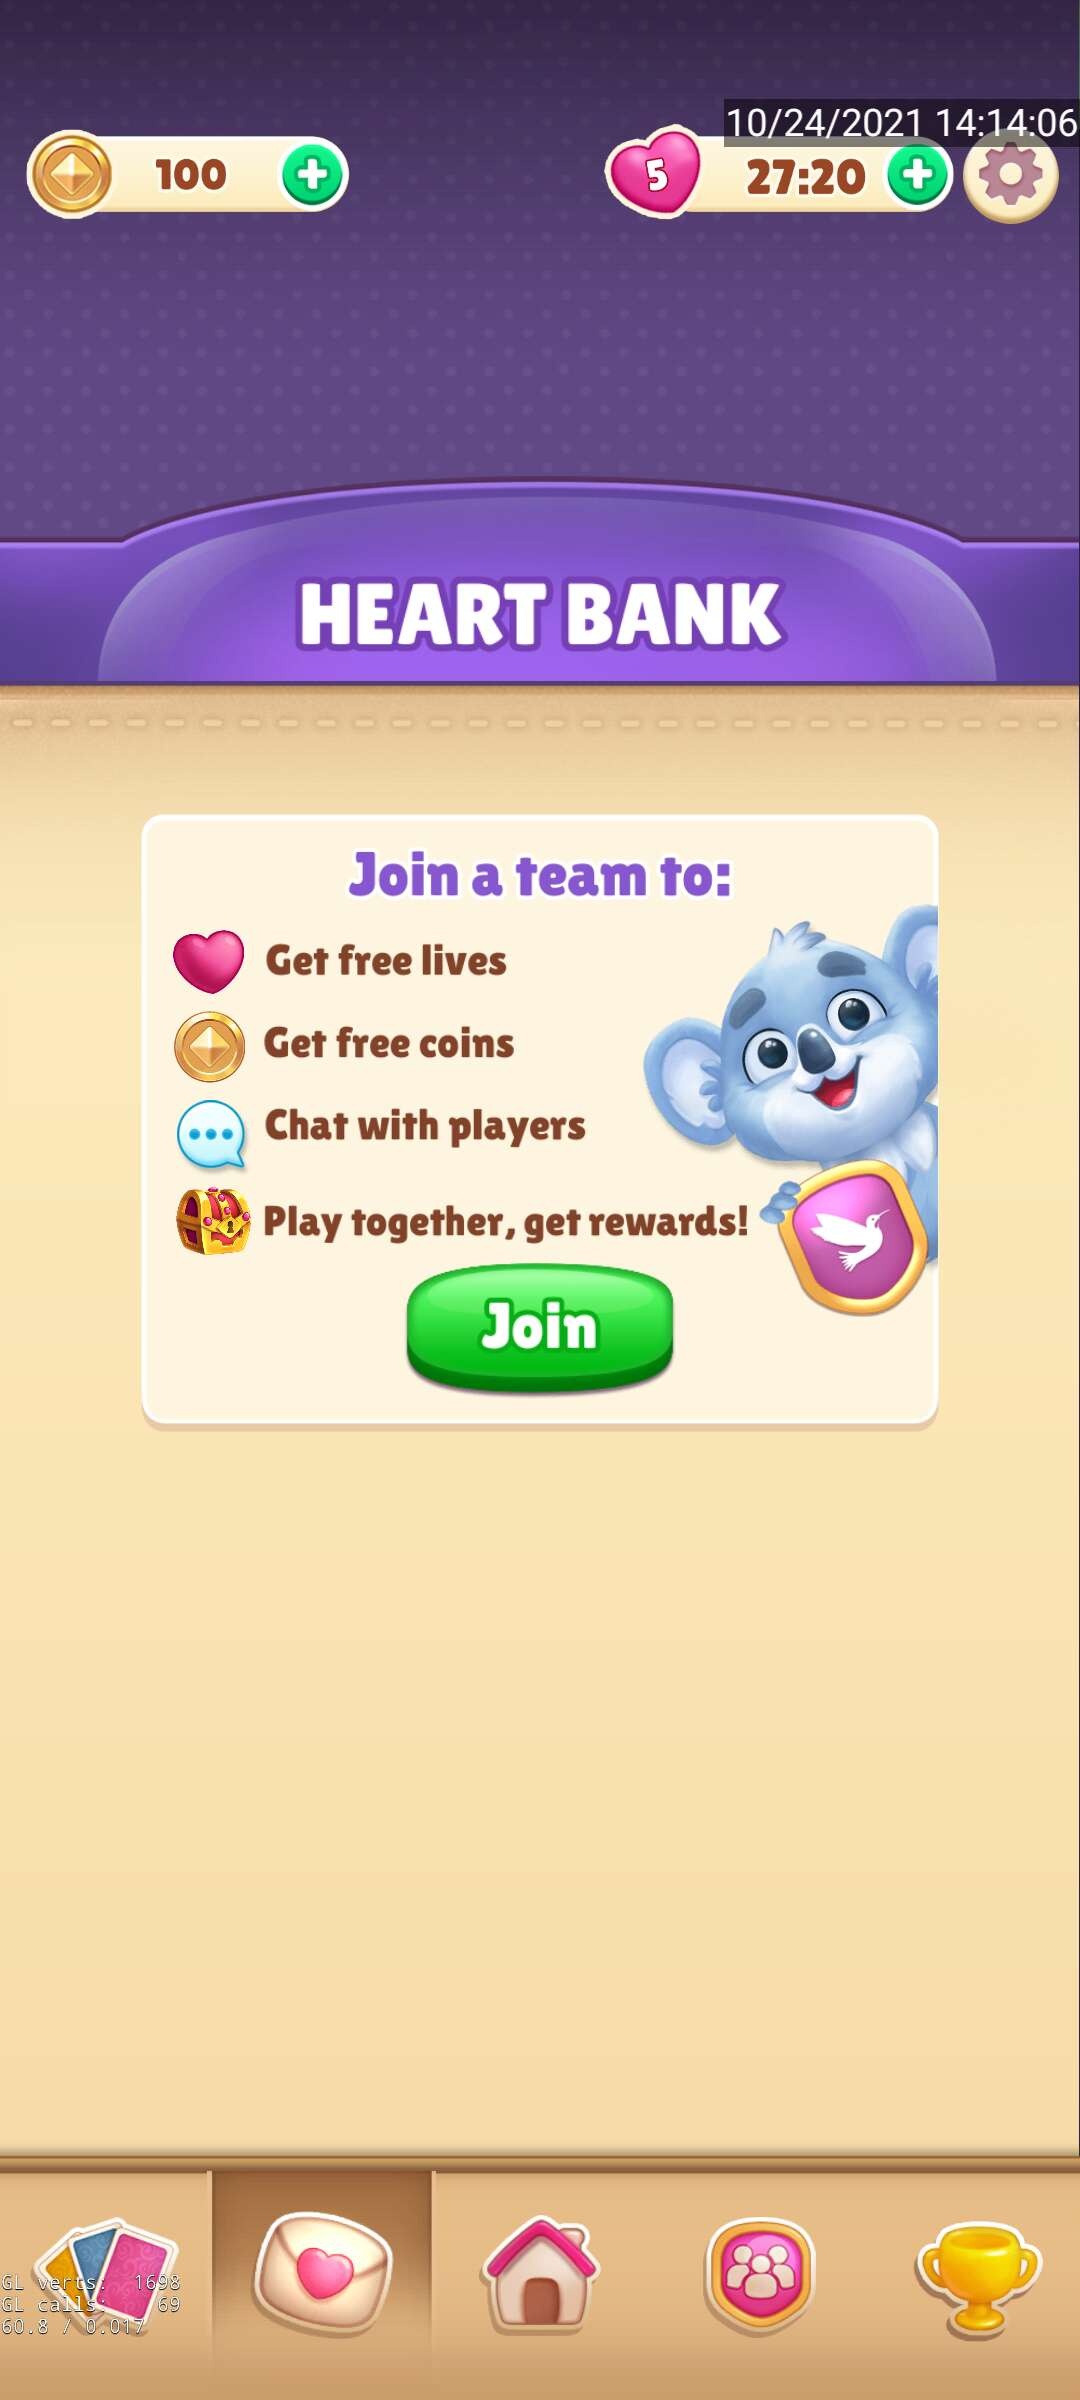 10/24/2021 14:14:06
100
5
27:20
HEART BANK
Join a team to:
Get free lives
Get free coins
Chat with players
Play together, get rewards!
Join
GL verts: 1698
GL calls: 69
60.8 / 0.017